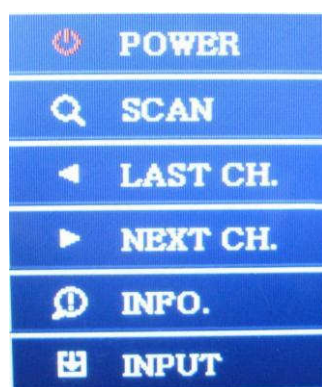 POWER
SCAN
LAST CH.
NEXT CH.
INFO.
INPUT